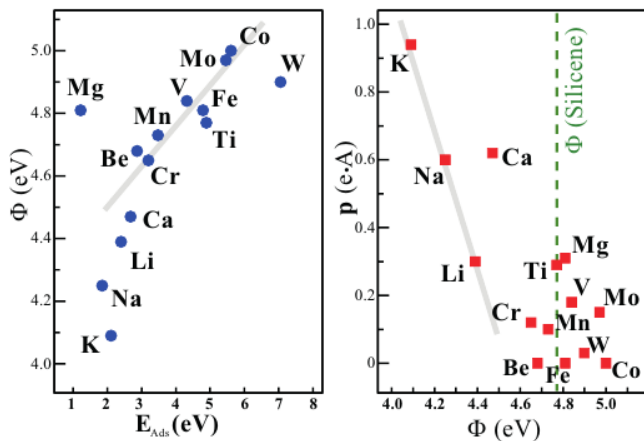 Φ (eV)
5.0
4.8
4.6
4.4
4.2
4.0
Co
Mo
W
V
Mg
Fe
Mn
Ti
Be
Cr
Ca
Li
Na
K
1 2 3 4 5 6 7 8
E_Ads (eV)
p (e·A)
1.0
0.8
0.6
0.4
0.2
0
K
Φ (Silicene)
Ca
Na
Mg
Li
Ti
V
Mo
Cr
Mn
W
Be
Fe
Co
4.0 4.2 4.4 4.6 4.8 5.0
Φ (eV)